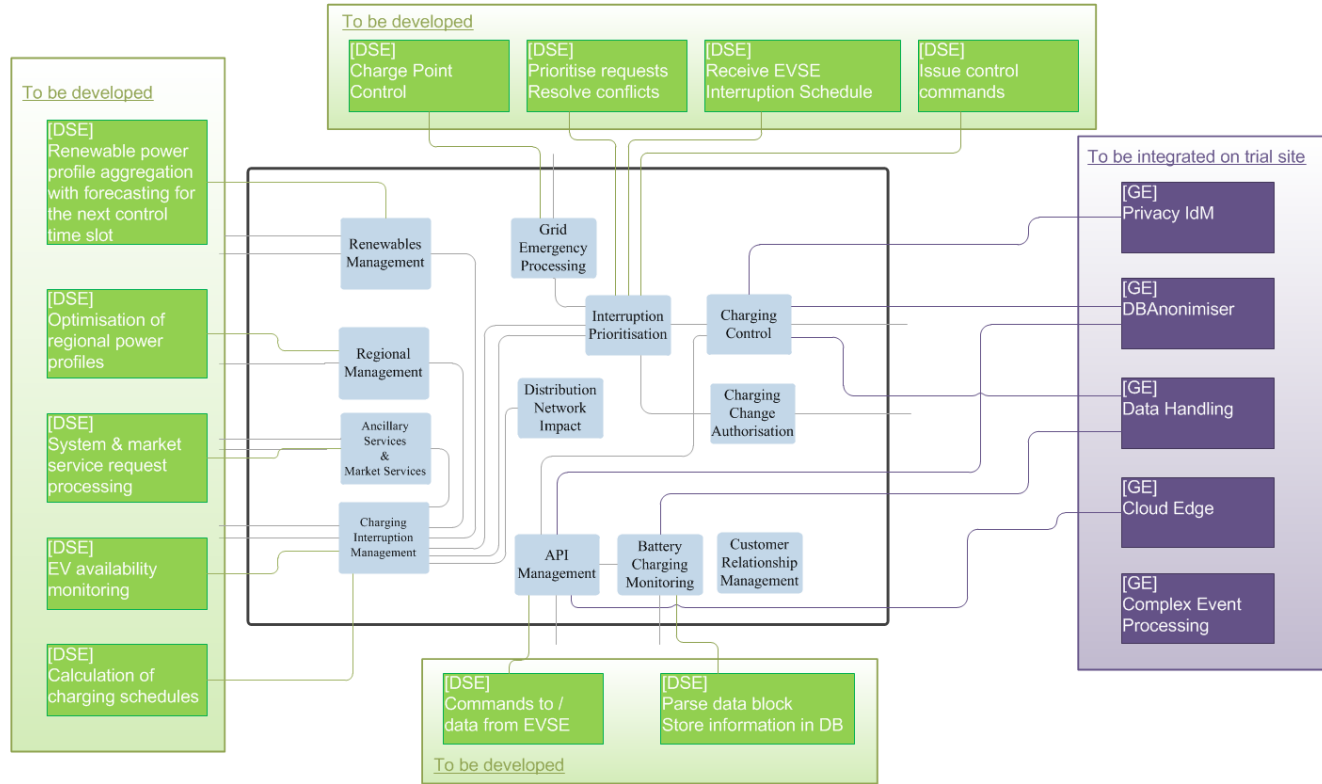 To be developed
[DSE]
Charge Point
Control
[DSE]
Prioritise requests
Resolve conflicts
[DSE]
Receive EVSE
Interruption Schedule
[DSE]
Issue control
commands
To be developed
[DSE]
Renewable power
profile aggregation
with forecasting for
the next control
time slot
[DSE]
Optimisation of
regional power
profiles
[DSE]
System & market
service request
processing
[DSE]
EV availability
monitoring
[DSE]
Calculation of
charging schedules
Renewables
Management
Grid
Emergency
Processing
Interruption
Prioritisation
Charging
Control
Regional
Management
Distribution
Network
Impact
Charging
Change
Authorisation
Ancillary
Services
&
Market Services
Charging
Interruption
Management
API
Management
Battery
Charging
Monitoring
Customer
Relationship
Management
To be integrated on trial site
[GE]
Privacy IdM
[GE]
DBAnonimiser
[GE]
Data Handling
[GE]
Cloud Edge
[GE]
Complex Event
Processing
[DSE]
Commands to /
data from EVSE
[DSE]
Parse data block
Store information in DB
To be developed